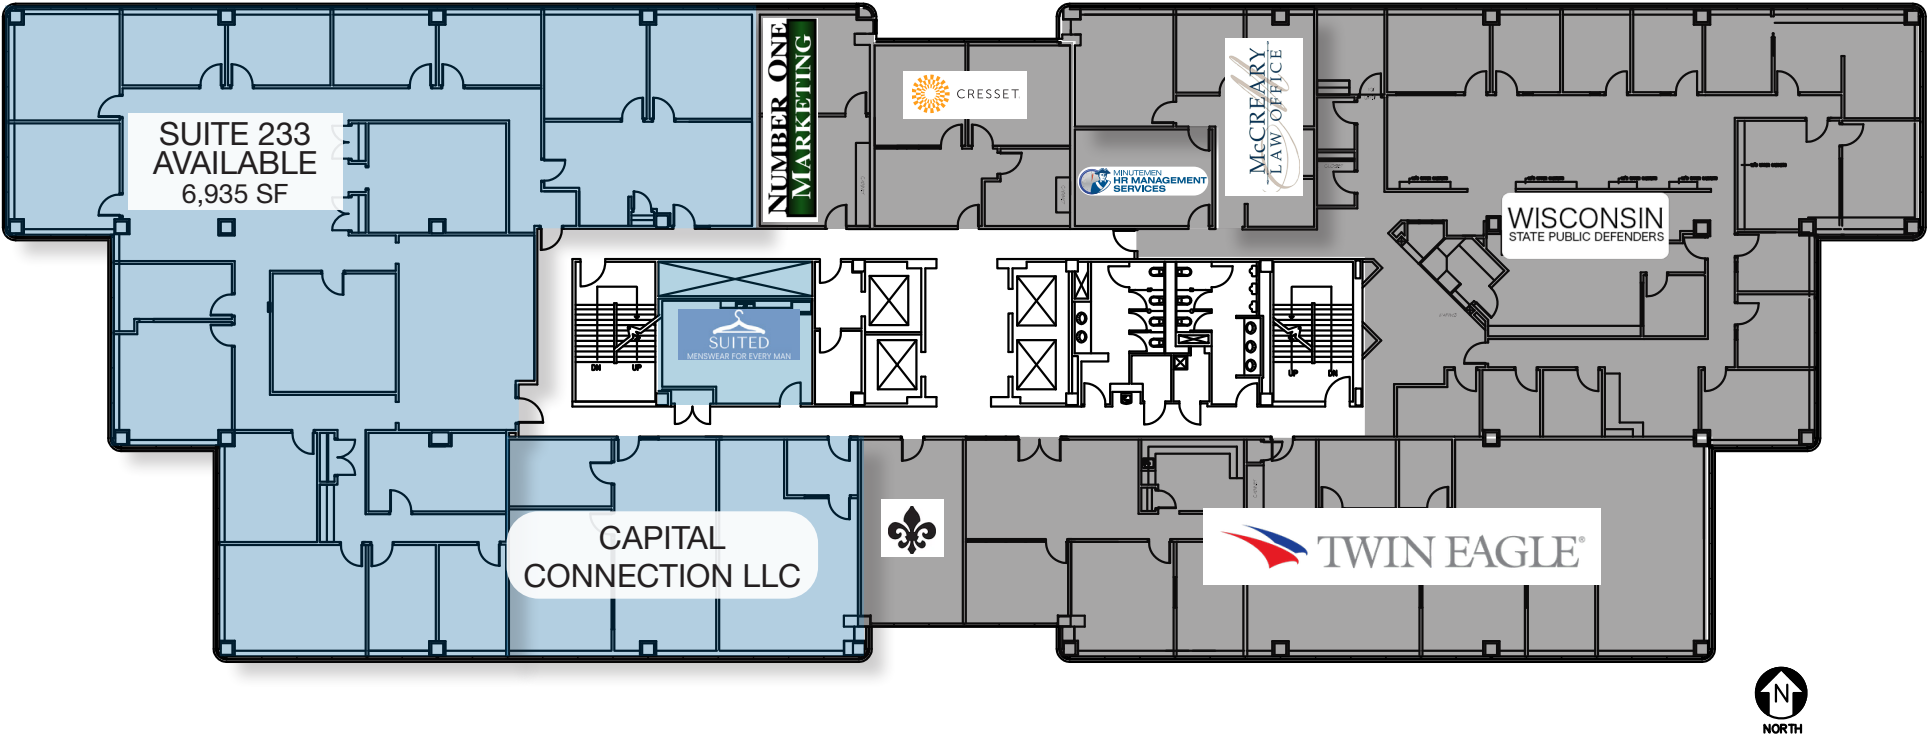 SUITE 233
AVAILABLE
6,935 SF
NUMBER ONE
MARKETING
CRESSET
MINUTEMEN
HR MANAGEMENT
SERVICES
McCREARY
LAW OFFICE
WISCONSIN
STATE PUBLIC DEFENDERS
SUITED
MENSWEAR FOR EVERY MAN
DN
UP
UP
DN
CAPITAL
CONNECTION LLC
TWIN EAGLE®
N
NORTH